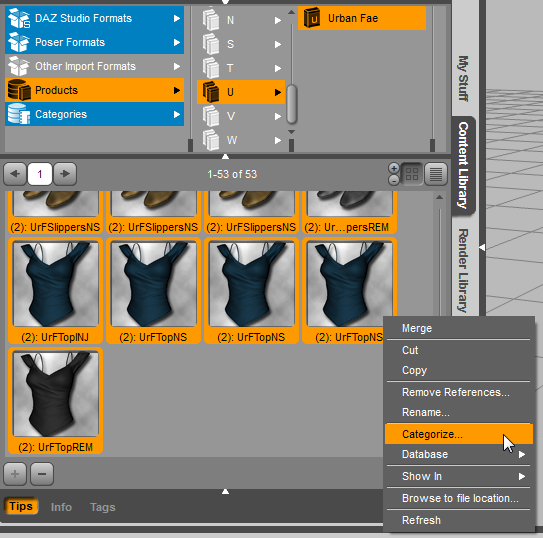 DAZ Studio Formats
Poser Formats
Other Import Formats
Products
Categories
N
S
T
U
V
W
U Urban Fae
My Stuff
Content Library
Render Library
1
1-53 of 53
(2): UrFSlippersNS
(2): UrFSlippersNS
(2): UrFSlippersNS
(2): Ur...persREM
(2): UrFTopINJ
(2): UrFTopNS
(2): UrFTopNS
(2): UrFTopNS
(2): UrFTopREM
Merge
Cut
Copy
Remove References...
Rename...
Categorize...
Database
Show In
Browse to file location...
Refresh
Tips
Info
Tags